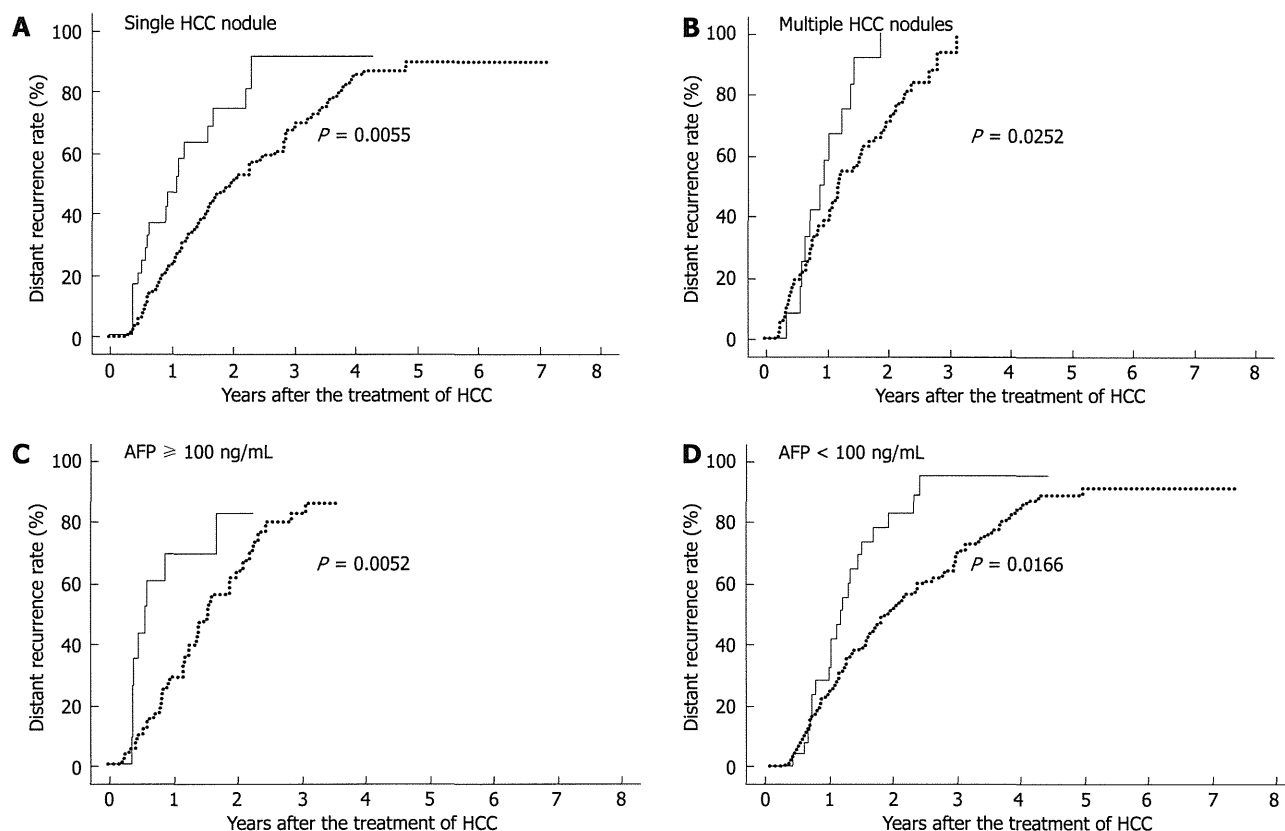 A
Single HCC nodule
100
80
60
40
20
0
Distant recurrence rate (%)
P = 0.0055
0 1 2 3 4 5 6 7 8
Years after the treatment of HCC
B
Multiple HCC nodules
100
80
60
40
20
0
Distant recurrence rate (%)
P = 0.0252
0 1 2 3 4 5 6 7 8
Years after the treatment of HCC
C
AFP ⩾ 100 ng/mL
100
80
60
40
20
0
Distant recurrence rate (%)
P = 0.0052
0 1 2 3 4 5 6 7 8
Years after the treatment of HCC
D
AFP < 100 ng/mL
100
80
60
40
20
0
Distant recurrence rate (%)
P = 0.0166
0 1 2 3 4 5 6 7 8
Years after the treatment of HCC